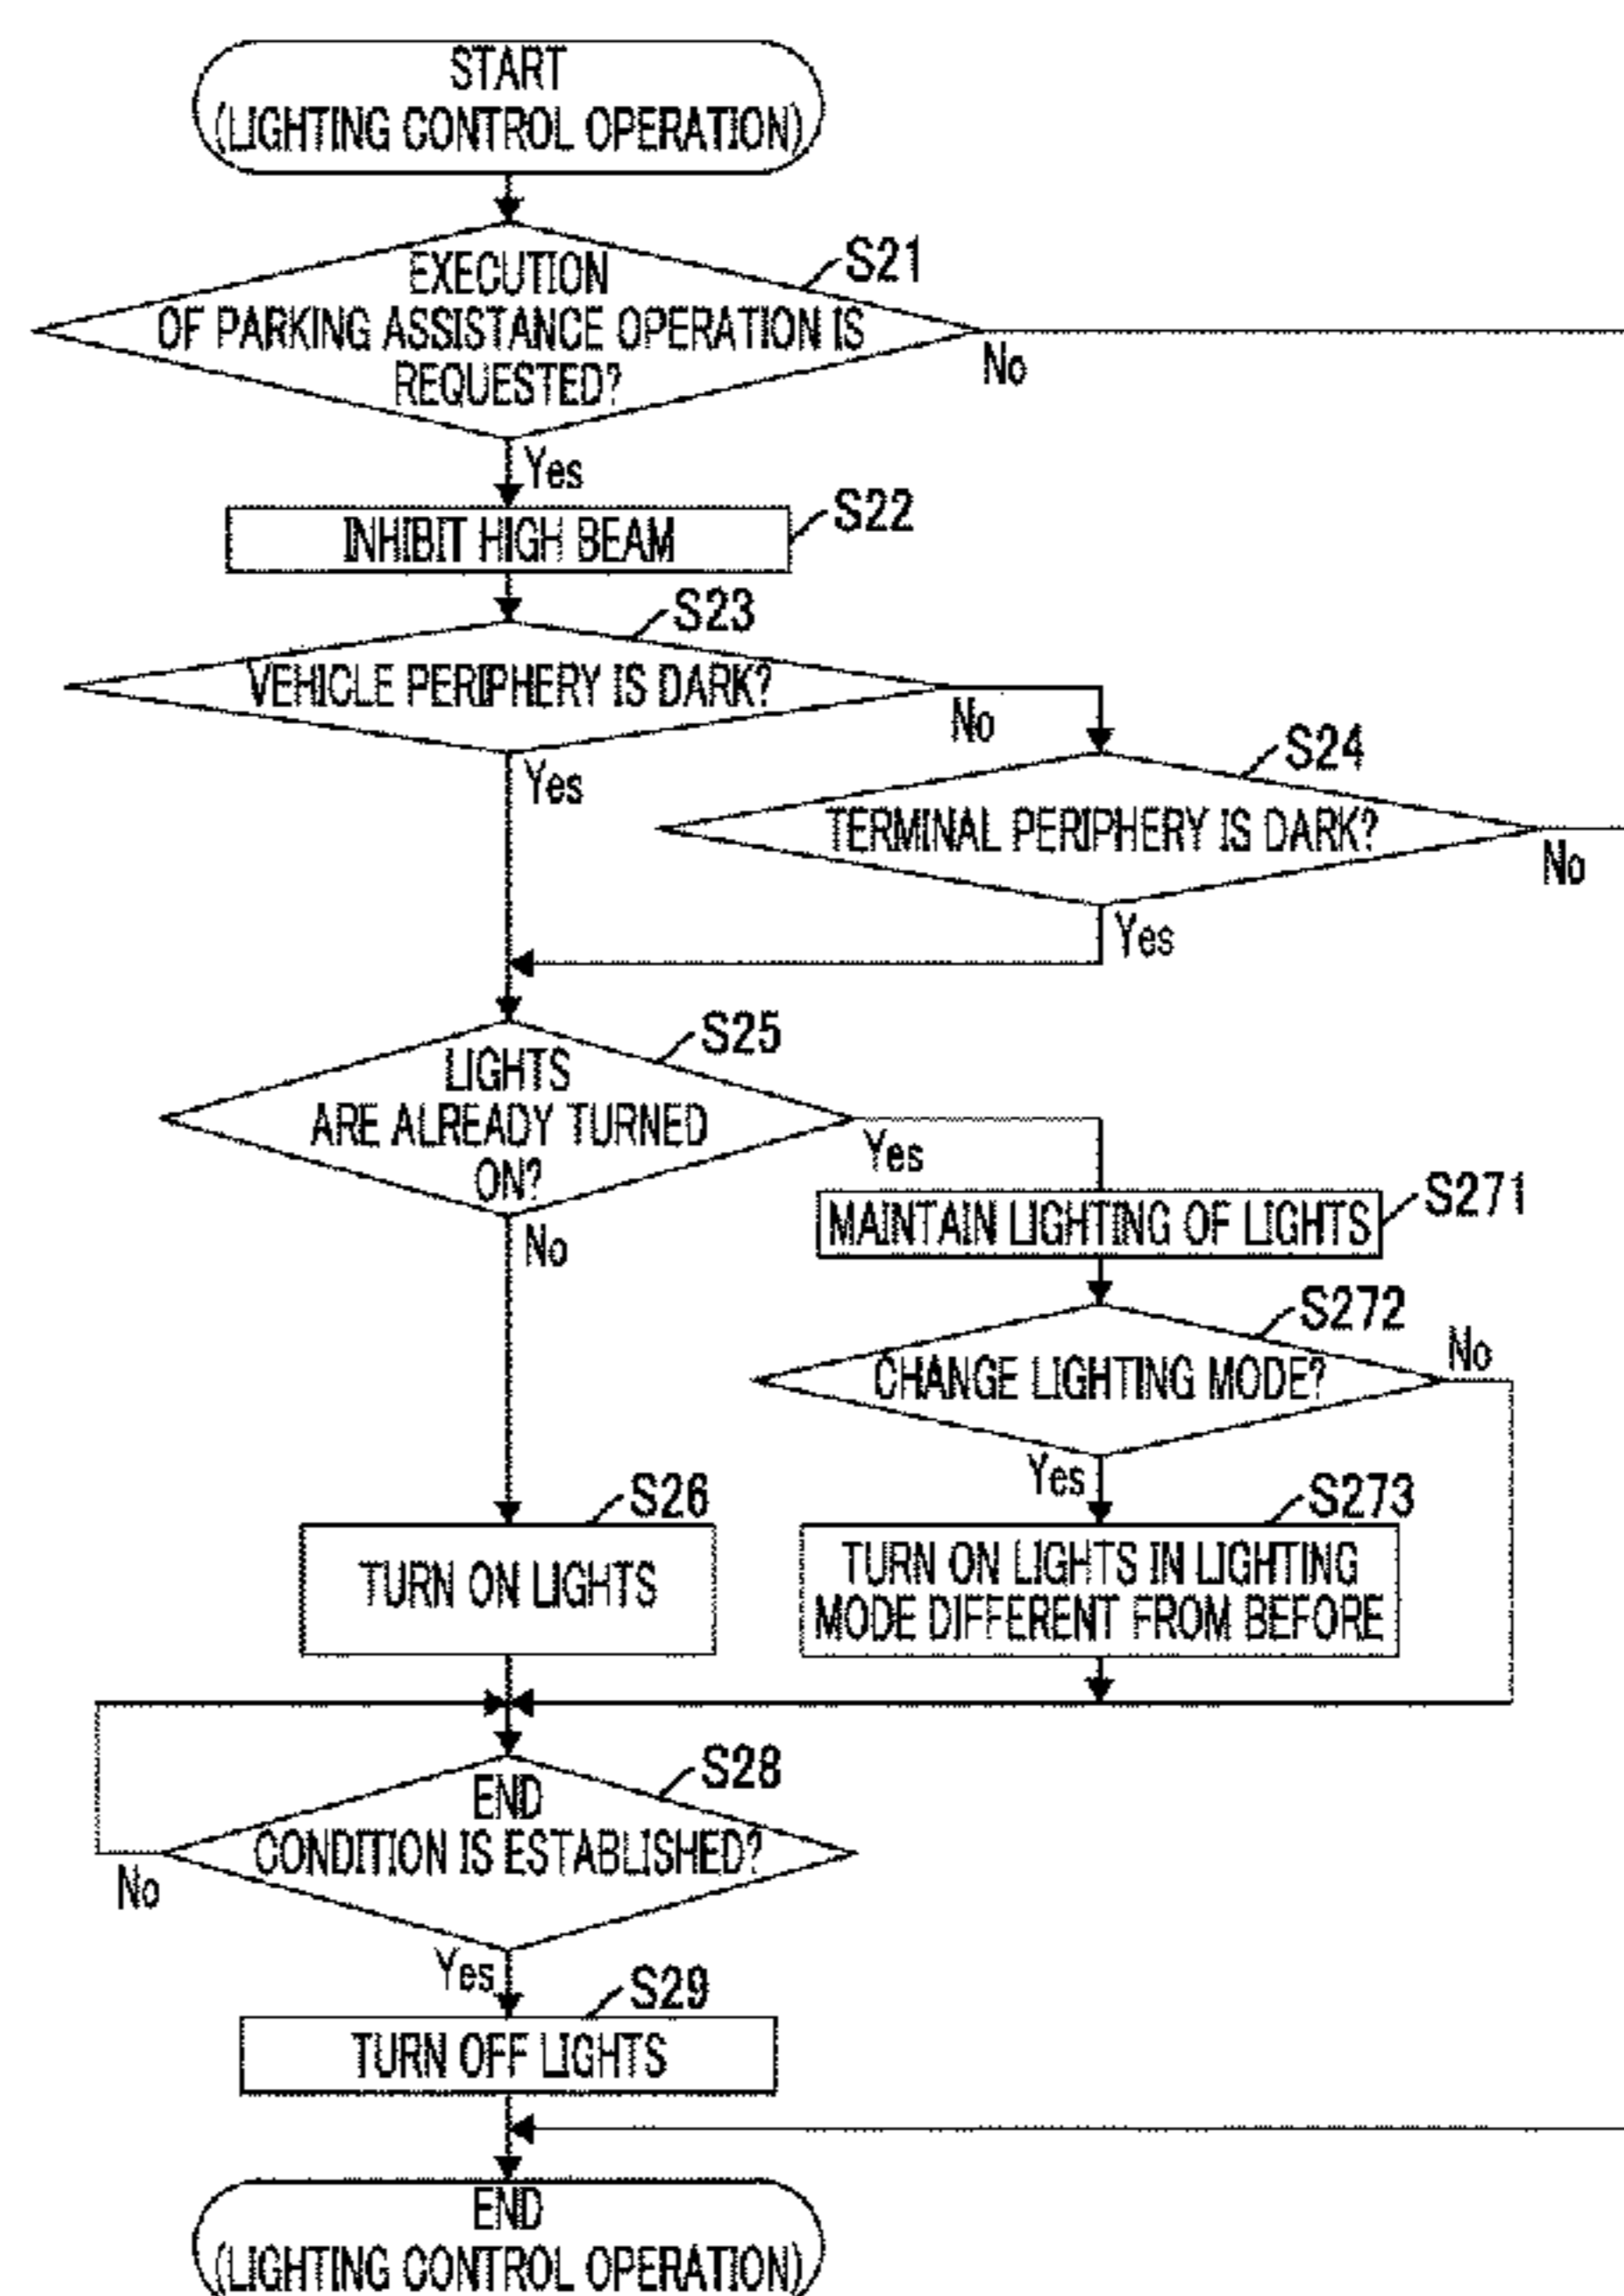 START
(LIGHTING CONTROL OPERATION)
S21
EXECUTION
OF PARKING ASSISTANCE OPERATION IS
REQUESTED?
No
Yes
INHIBIT HIGH BEAM
S22
S23
VEHICLE PERIPHERY IS DARK?
No
Yes
S24
TERMINAL PERIPHERY IS DARK?
No
Yes
S25
LIGHTS
ARE ALREADY TURNED
ON?
Yes
No
MAINTAIN LIGHTING OF LIGHTS
S271
S272
CHANGE LIGHTING MODE?
No
Yes
S26
TURN ON LIGHTS
S273
TURN ON LIGHTS IN LIGHTING
MODE DIFFERENT FROM BEFORE
S28
END
CONDITION IS ESTABLISHED?
No
Yes
S29
TURN OFF LIGHTS
END
(LIGHTING CONTROL OPERATION)